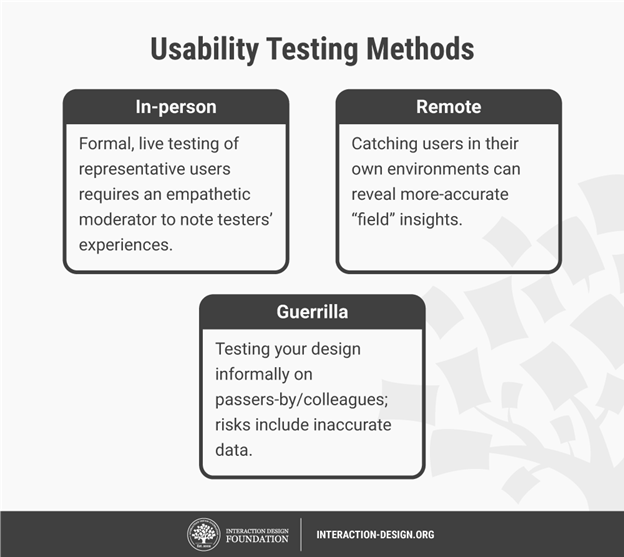 Usability Testing Methods
In-person
Formal, live testing of
representative users
requires an empathetic
moderator to note testers’
experiences.
Remote
Catching users in their
own environments can
reveal more-accurate
“field” insights.
Guerrilla
Testing your design
informally on
passers-by/colleagues;
risks include inaccurate
data.
INTERACTION DESIGN
FOUNDATION
INTERACTION-DESIGN.ORG